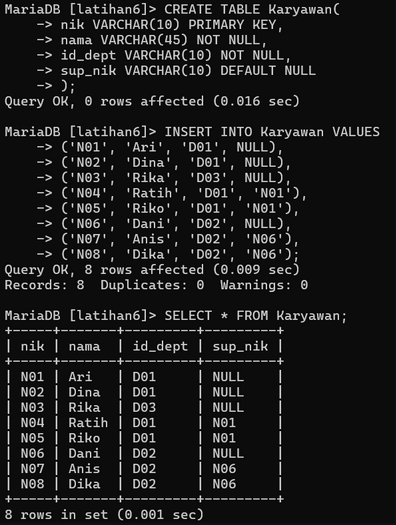 MariaDB [latihan6]> CREATE TABLE Karyawan(
    -> nik VARCHAR(10) PRIMARY KEY,
    -> nama VARCHAR(45) NOT NULL,
    -> id_dept VARCHAR(10) NOT NULL,
    -> sup_nik VARCHAR(10) DEFAULT NULL
    -> );
Query OK, 0 rows affected (0.016 sec)

MariaDB [latihan6]> INSERT INTO Karyawan VALUES
    -> ('N01', 'Ari', 'D01', NULL),
    -> ('N02', 'Dina', 'D01', NULL),
    -> ('N03', 'Rika', 'D03', NULL),
    -> ('N04', 'Ratih', 'D01', 'N01'),
    -> ('N05', 'Riko', 'D01', 'N01'),
    -> ('N06', 'Dani', 'D02', NULL),
    -> ('N07', 'Anis', 'D02', 'N06'),
    -> ('N08', 'Dika', 'D02', 'N06');
Query OK, 8 rows affected (0.009 sec)
Records: 8  Duplicates: 0  Warnings: 0

MariaDB [latihan6]> SELECT * FROM Karyawan;
+-----+-------+---------+---------+
| nik | nama  | id_dept | sup_nik |
+-----+-------+---------+---------+
| N01 | Ari   | D01     | NULL    |
| N02 | Dina  | D01     | NULL    |
| N03 | Rika  | D03     | NULL    |
| N04 | Ratih | D01     | N01     |
| N05 | Riko  | D01     | N01     |
| N06 | Dani  | D02     | NULL    |
| N07 | Anis  | D02     | N06     |
| N08 | Dika  | D02     | N06     |
+-----+-------+---------+---------+
8 rows in set (0.001 sec)